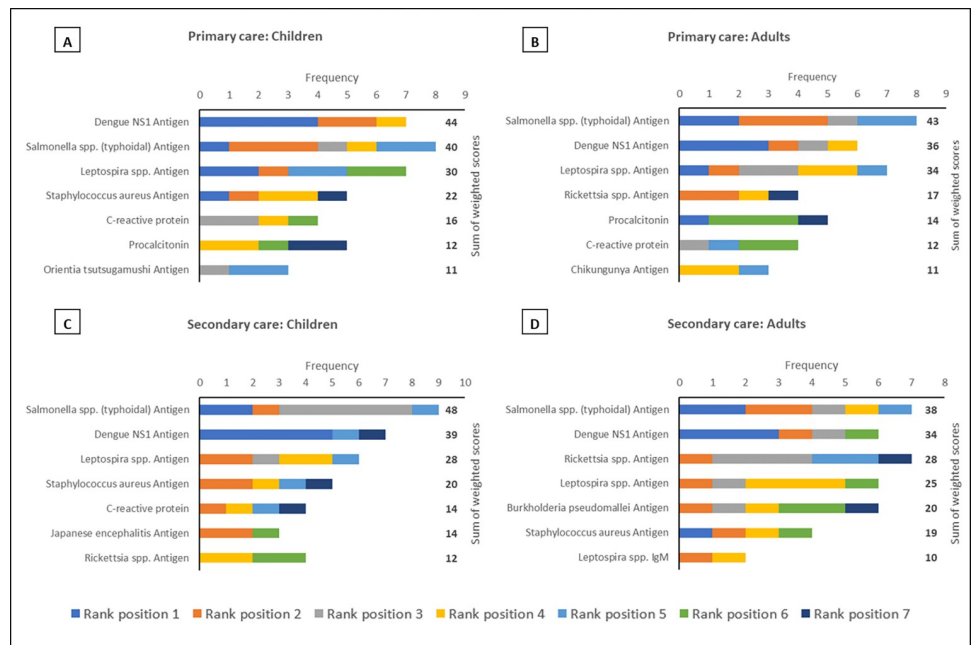 A
Primary care: Children
Frequency
0 1 2 3 4 5 6 7 8 9
Dengue NS1 Antigen 44
Salmonella spp. (typhoidal) Antigen 40
Leptospira spp. Antigen 30
Staphylococcus aureus Antigen 22
C-reactive protein 16
Procalcitonin 12
Orientia tsutsugamushi Antigen 11
Sum of weighted scores
B
Primary care: Adults
Frequency
0 1 2 3 4 5 6 7 8 9
Salmonella spp. (typhoidal) Antigen 43
Dengue NS1 Antigen 36
Leptospira spp. Antigen 34
Rickettsia spp. Antigen 17
Procalcitonin 14
C-reactive protein 12
Chikungunya Antigen 11
Sum of weighted scores
C
Secondary care: Children
Frequency
0 1 2 3 4 5 6 7 8 9 10
Salmonella spp. (typhoidal) Antigen 48
Dengue NS1 Antigen 39
Leptospira spp. Antigen 28
Staphylococcus aureus Antigen 20
C-reactive protein 14
Japanese encephalitis Antigen 14
Rickettsia spp. Antigen 12
Sum of weighted scores
D
Secondary care: Adults
Frequency
0 1 2 3 4 5 6 7 8
Salmonella spp. (typhoidal) Antigen 38
Dengue NS1 Antigen 34
Rickettsia spp. Antigen 28
Leptospira spp. Antigen 25
Burkholderia pseudomallei Antigen 20
Staphylococcus aureus Antigen 19
Leptospira spp. IgM 10
Sum of weighted scores
Rank position 1 Rank position 2 Rank position 3 Rank position 4 Rank position 5 Rank position 6 Rank position 7